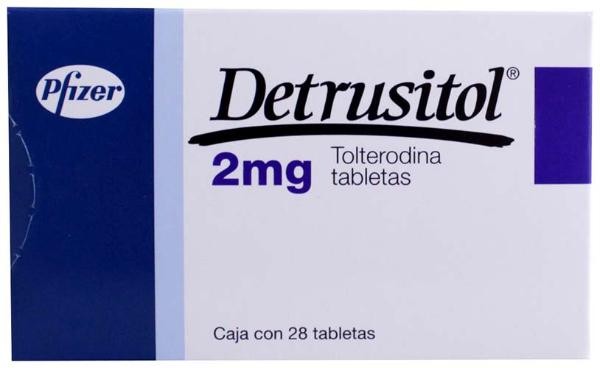 Pfizer
Detrusitol®
2mg
Tolterodina
tabletas
Caja con 28 tabletas